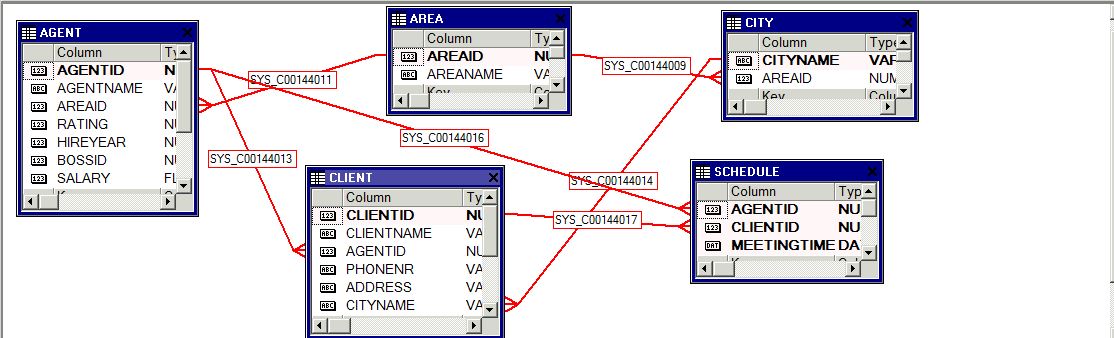 AGENT
Column Ty
123 AGENTID N
ABC AGENTNAME VA
123 AREAID NU
123 RATING NU
123 HIREYEAR NU
123 BOSSID NU
123 SALARY FL
AREA
Column Ty
123 AREAID NU
ABC AREANAME VA
Key Co
CITY
Column Type
ABC CITYNAME VAR
123 AREAID NUM
Key Colu
SYS_C00144011
SYS_C00144009
SYS_C00144016
SYS_C00144013
SYS_C00144014
SYS_C00144017
CLIENT
Column Ty
123 CLIENTID NU
ABC CLIENTNAME VA
123 AGENTID NU
ABC PHONENR VA
ABC ADDRESS VA
ABC CITYNAME VA
SCHEDULE
Column Typ
123 AGENTID NU
123 CLIENTID NU
DAT MEETINGTIME DA